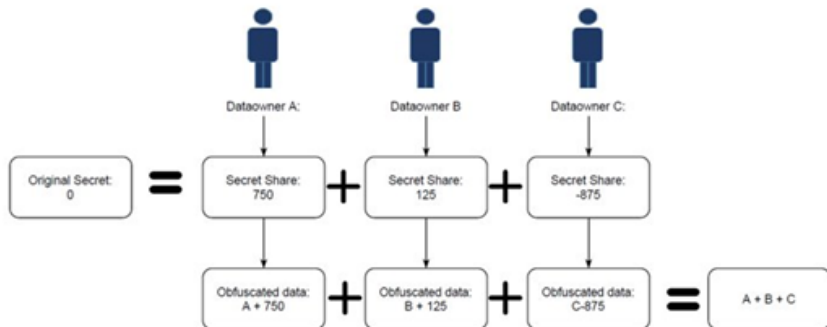 Dataowner A:
Dataowner B
Dataowner C:
Original Secret:
0
=
Secret Share:
750
+
Secret Share:
125
+
Secret Share:
-875
Obfuscated data:
A + 750
+
Obfuscated data:
B + 125
+
Obfuscated data:
C-875
=
A + B + C